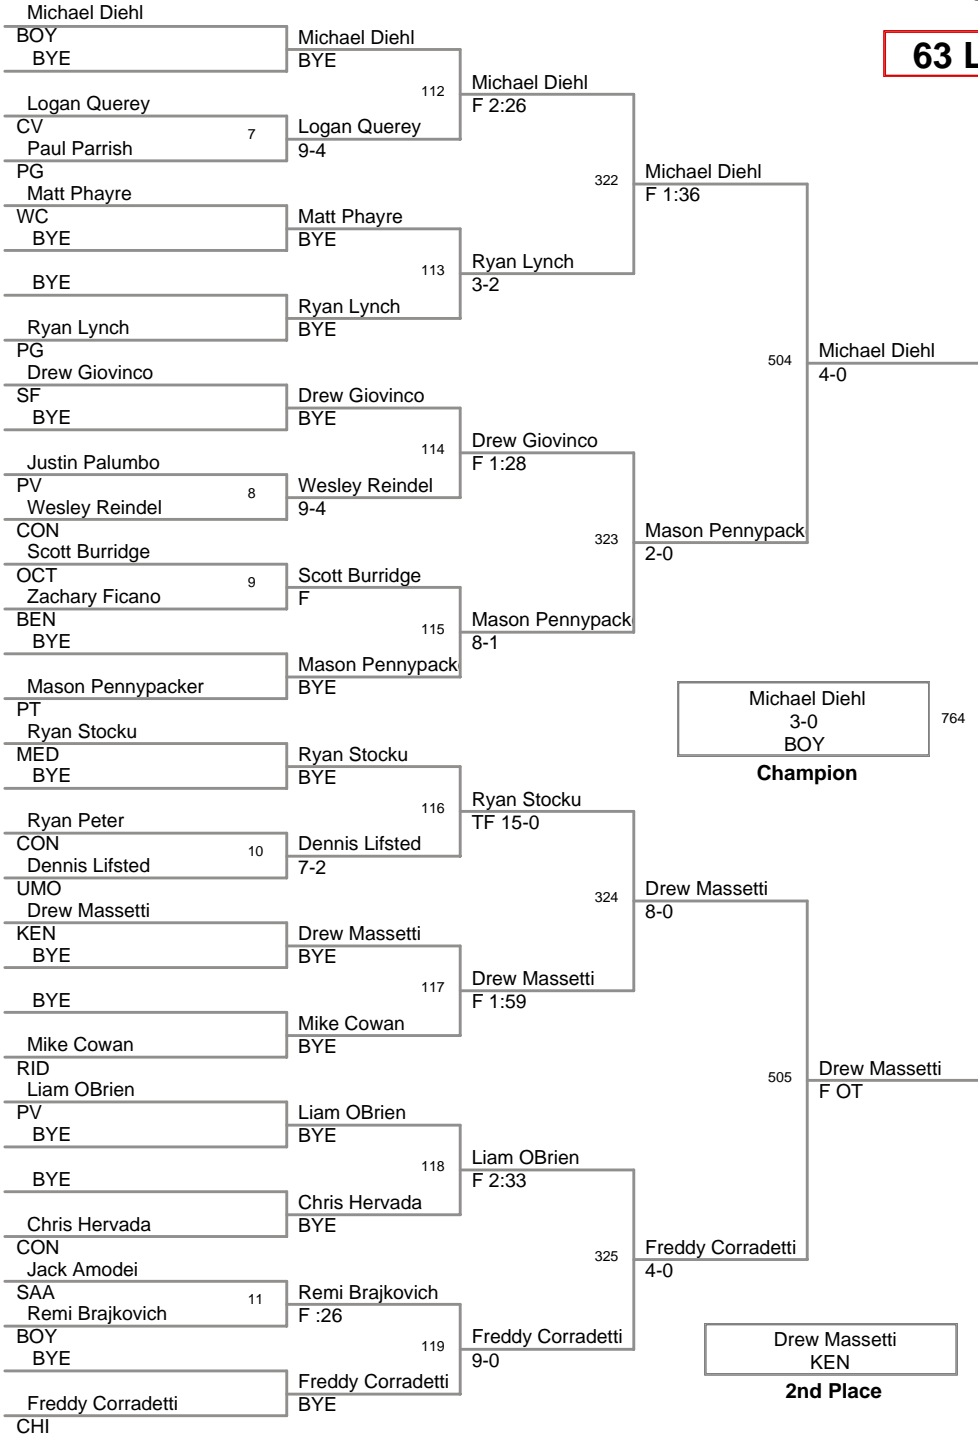 Michael Diehl
BOY
BYE
Michael Diehl
BYE
63 L
112
Michael Diehl
F 2:26
Logan Querey
CV
Paul Parrish
PG
7
Logan Querey
9-4
322
Michael Diehl
F 1:36
Matt Phayre
WC
BYE
Matt Phayre
BYE
113
Ryan Lynch
3-2
BYE
Ryan Lynch
PG
Ryan Lynch
BYE
504
Michael Diehl
4-0
Drew Giovinco
SF
BYE
Drew Giovinco
BYE
114
Drew Giovinco
F 1:28
Justin Palumbo
PV
Wesley Reindel
CON
8
Wesley Reindel
9-4
323
Mason Pennypack
2-0
Scott Burridge
OCT
Zachary Ficano
BEN
9
Scott Burridge
F
115
Mason Pennypack
8-1
BYE
Mason Pennypacker
PT
Mason Pennypack
BYE
Michael Diehl
3-0
BOY
764
Champion
Ryan Stocku
MED
BYE
Ryan Stocku
BYE
116
Ryan Stocku
TF 15-0
Ryan Peter
CON
Dennis Lifsted
UMO
10
Dennis Lifsted
7-2
324
Drew Massetti
8-0
Drew Massetti
KEN
BYE
Drew Massetti
BYE
117
Drew Massetti
F 1:59
BYE
Mike Cowan
RID
Mike Cowan
BYE
505
Drew Massetti
F OT
Liam OBrien
PV
BYE
Liam OBrien
BYE
118
Liam OBrien
F 2:33
BYE
Chris Hervada
CON
Chris Hervada
BYE
325
Freddy Corradetti
4-0
Jack Amodei
SAA
Remi Brajkovich
BOY
11
Remi Brajkovich
F :26
119
Freddy Corradetti
9-0
BYE
Freddy Corradetti
CHI
Freddy Corradetti
BYE
Drew Massetti
KEN
2nd Place